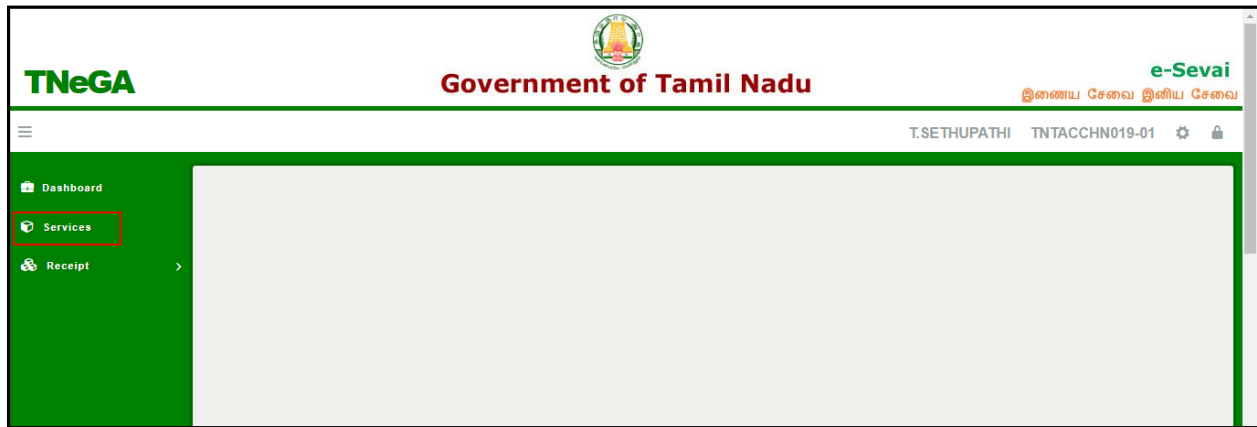 TNeGA
Government of Tamil Nadu
e-Sevai
இணைய சேவை இனிய சேவை
T.SETHUPATHI TNTACCHN019-01
Dashboard
Services
Receipt